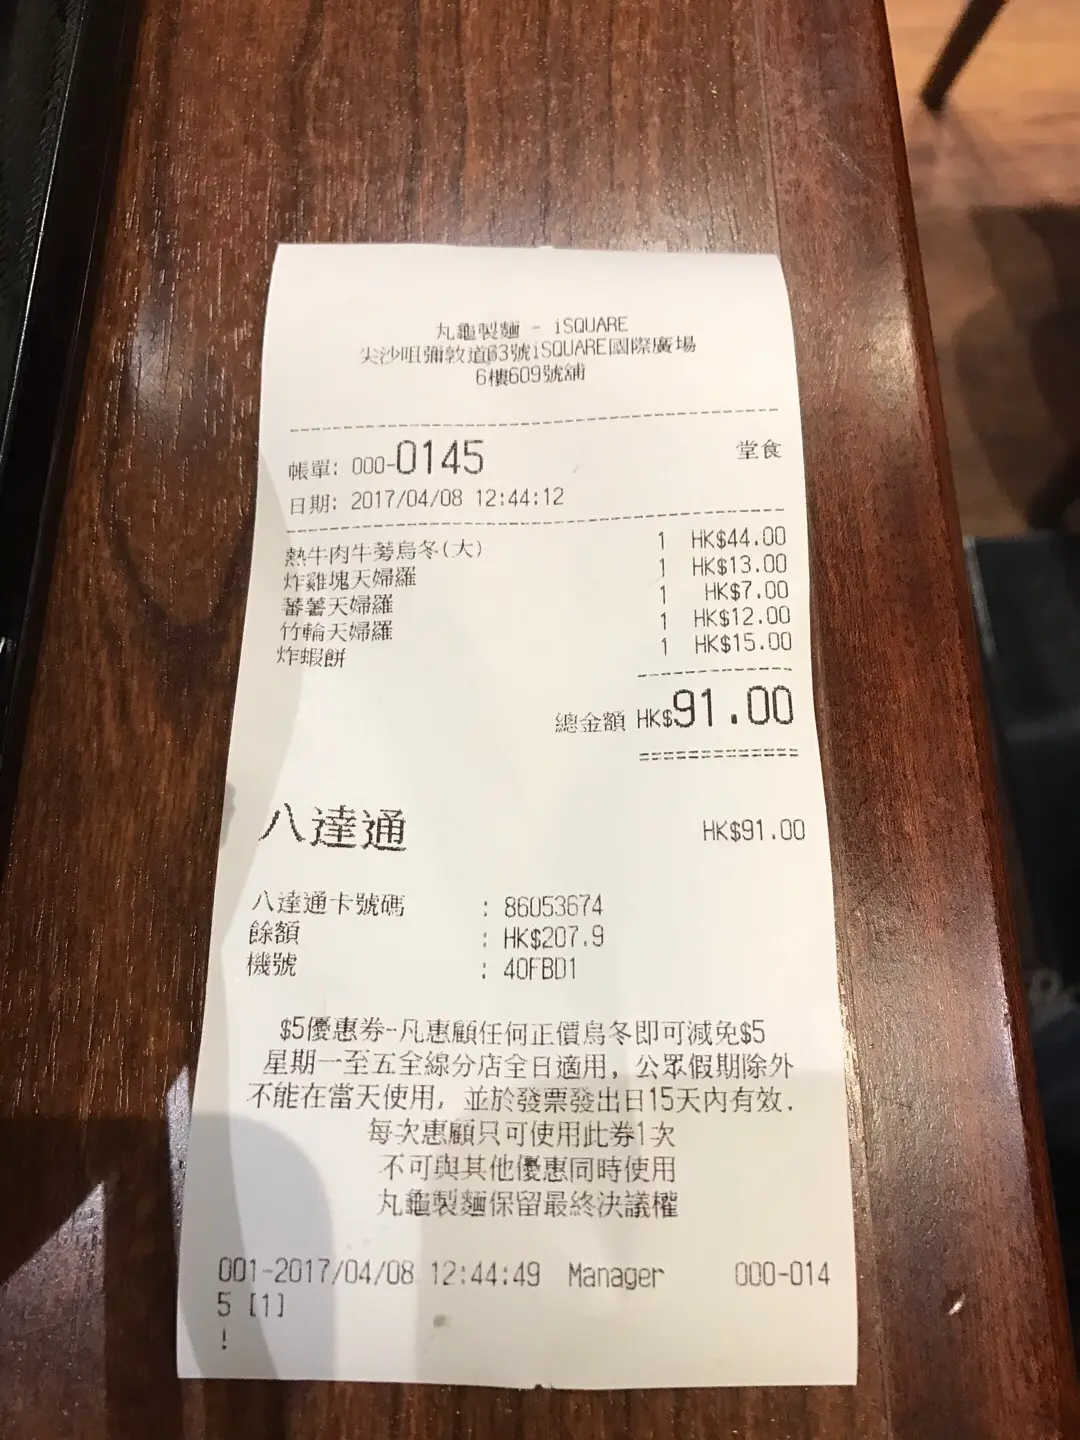 丸龜製麵 - iSQUARE
尖沙咀彌敦道63號iSQUARE國際廣場
6樓609號舖
帳單: 000-0145 堂食
日期: 2017/04/08 12:44:12
熱牛肉牛蒡烏冬(大) 1 HK$44.00
炸雞塊天婦羅 1 HK$13.00
蕃薯天婦羅 1 HK$7.00
竹輪天婦羅 1 HK$12.00
炸蝦餅 1 HK$15.00
總金額 HK$91.00
八達通 HK$91.00
八達通卡號碼 : 86053674
餘額 : HK$207.9
機號 : 40FBD1
$5優惠券-凡惠顧任何正價烏冬即可減免$5
星期一至五全線分店全日適用, 公眾假期除外
不能在當天使用, 並於發票發出日15天內有效.
每次惠顧只可使用此券1次
不可與其他優惠同時使用
丸龜製麵保留最終決議權
001-2017/04/08 12:44:49 Manager 000-014
5 [1]
!